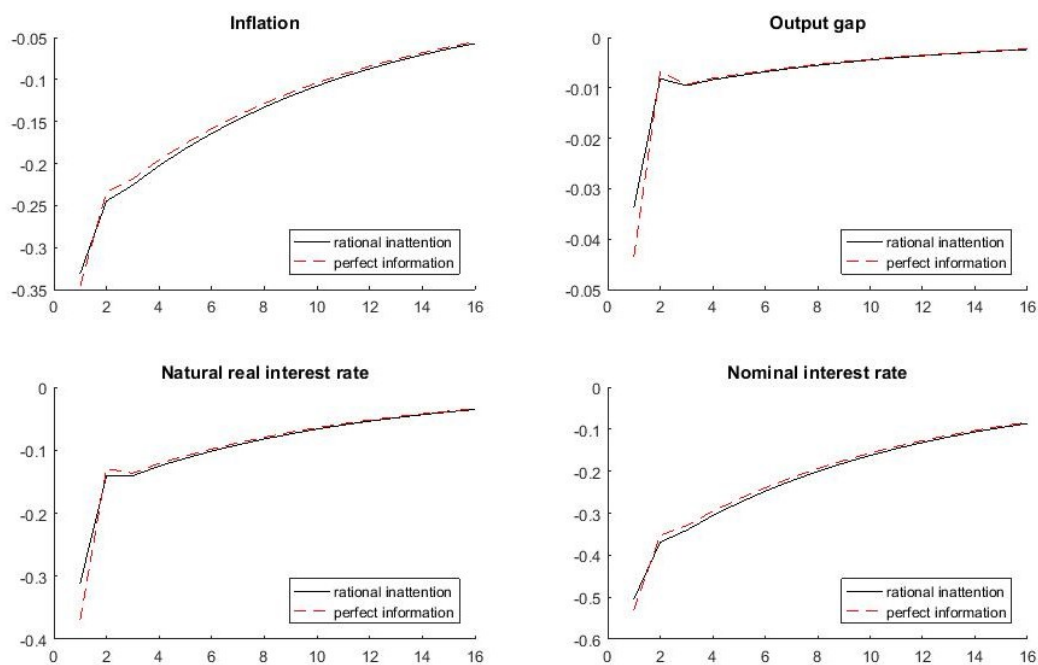 Inflation
-0.05
-0.1
-0.15
-0.2
-0.25
-0.3
-0.35
0 2 4 6 8 10 12 14 16
rational inattention
perfect information
Output gap
0
-0.01
-0.02
-0.03
-0.04
-0.05
0 2 4 6 8 10 12 14 16
rational inattention
perfect information
Natural real interest rate
0
-0.1
-0.2
-0.3
-0.4
0 2 4 6 8 10 12 14 16
rational inattention
perfect information
Nominal interest rate
0
-0.1
-0.2
-0.3
-0.4
-0.5
-0.6
0 2 4 6 8 10 12 14 16
rational inattention
perfect information